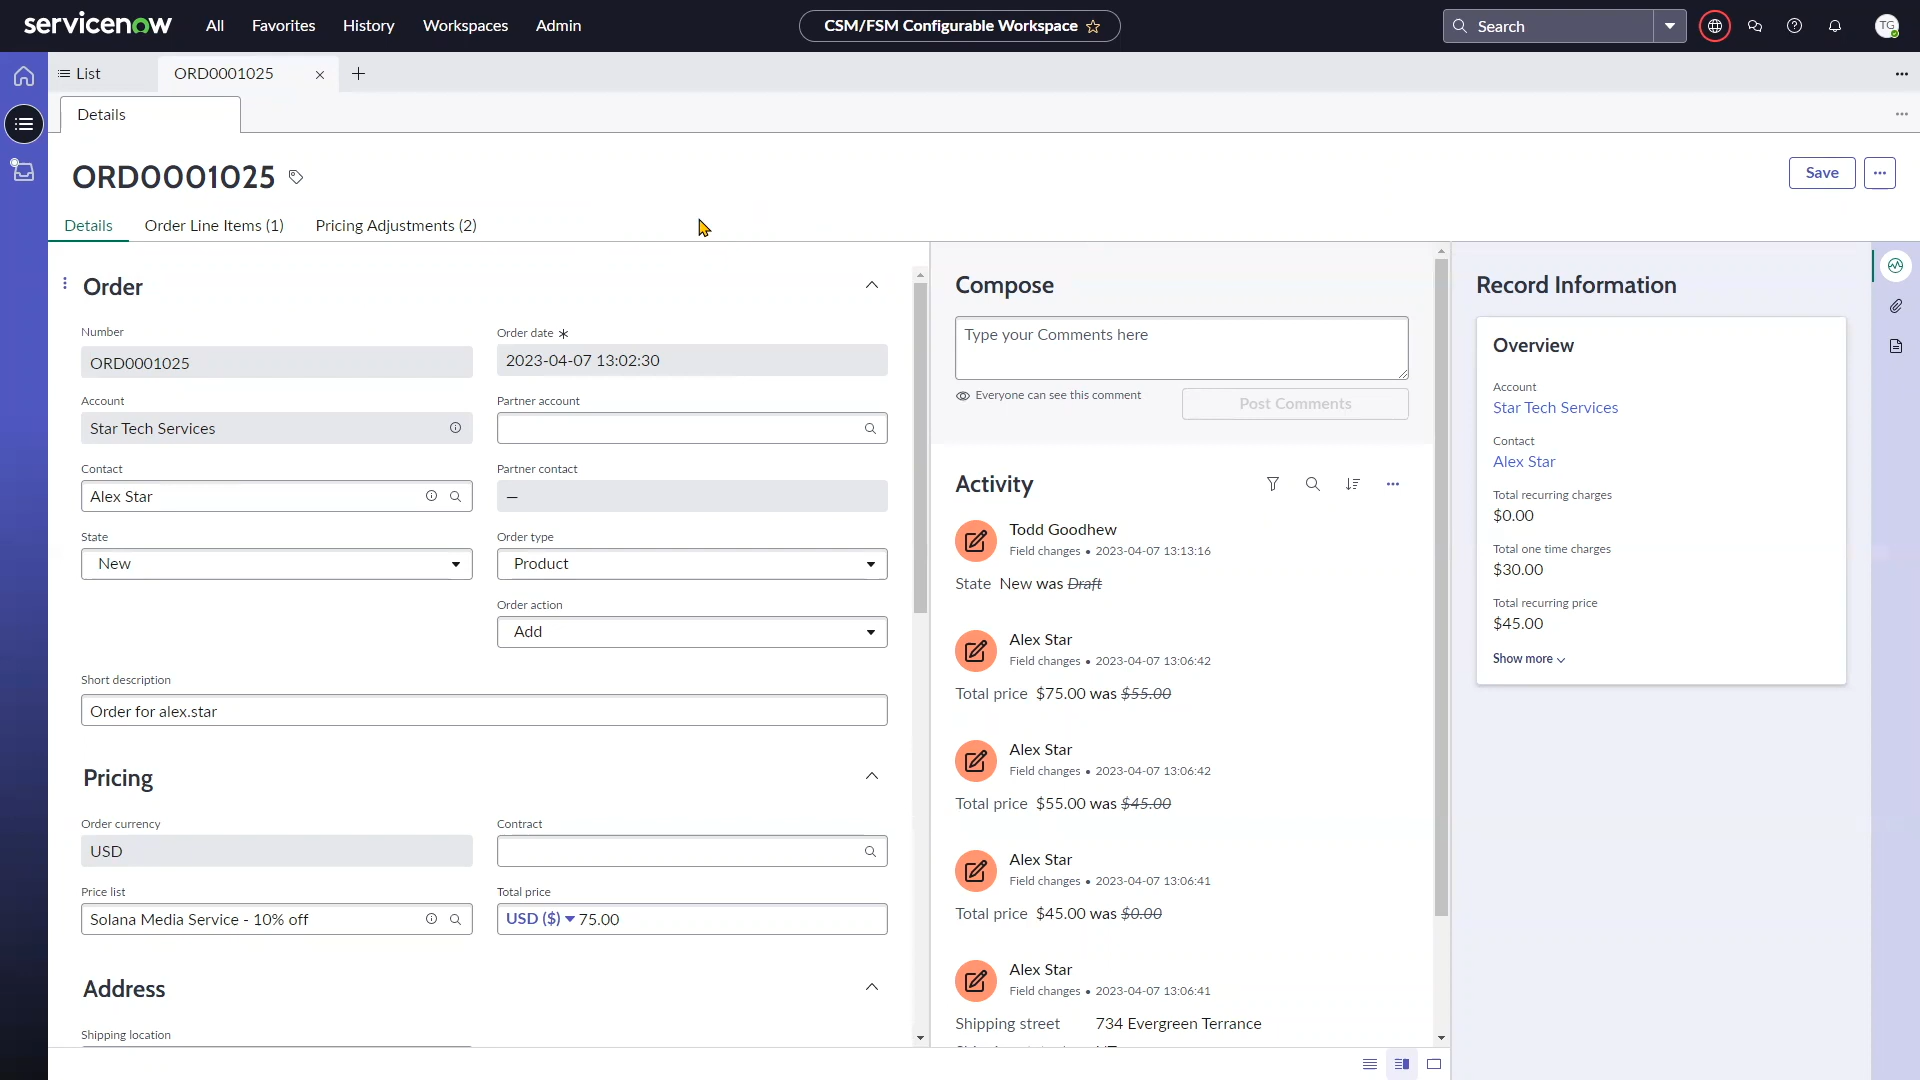 servicenow
All
Favorites
History
Workspaces
Admin
CSM/FSM Configurable Workspace
Search
TG
List
ORD0001025
Details
ORD0001025
Save
Details
Order Line Items (1)
Pricing Adjustments (2)
Order
Number
ORD0001025
Order date *
2023-04-07 13:02:30
Account
Star Tech Services
Partner account
Contact
Alex Star
Partner contact
—
State
New
Order type
Product
Order action
Add
Short description
Order for alex.star
Pricing
Order currency
USD
Contract
Price list
Solana Media Service - 10% off
Total price
USD ($) 75.00
Address
Shipping location
Compose
Type your Comments here
Everyone can see this comment
Post Comments
Activity
Todd Goodhew
Field changes • 2023-04-07 13:13:16
State New was Draft
Alex Star
Field changes • 2023-04-07 13:06:42
Total price $75.00 was $55.00
Alex Star
Field changes • 2023-04-07 13:06:42
Total price $55.00 was $45.00
Alex Star
Field changes • 2023-04-07 13:06:41
Total price $45.00 was $0.00
Alex Star
Field changes • 2023-04-07 13:06:41
Shipping street 734 Evergreen Terrance
Record Information
Overview
Account
Star Tech Services
Contact
Alex Star
Total recurring charges
$0.00
Total one time charges
$30.00
Total recurring price
$45.00
Show more